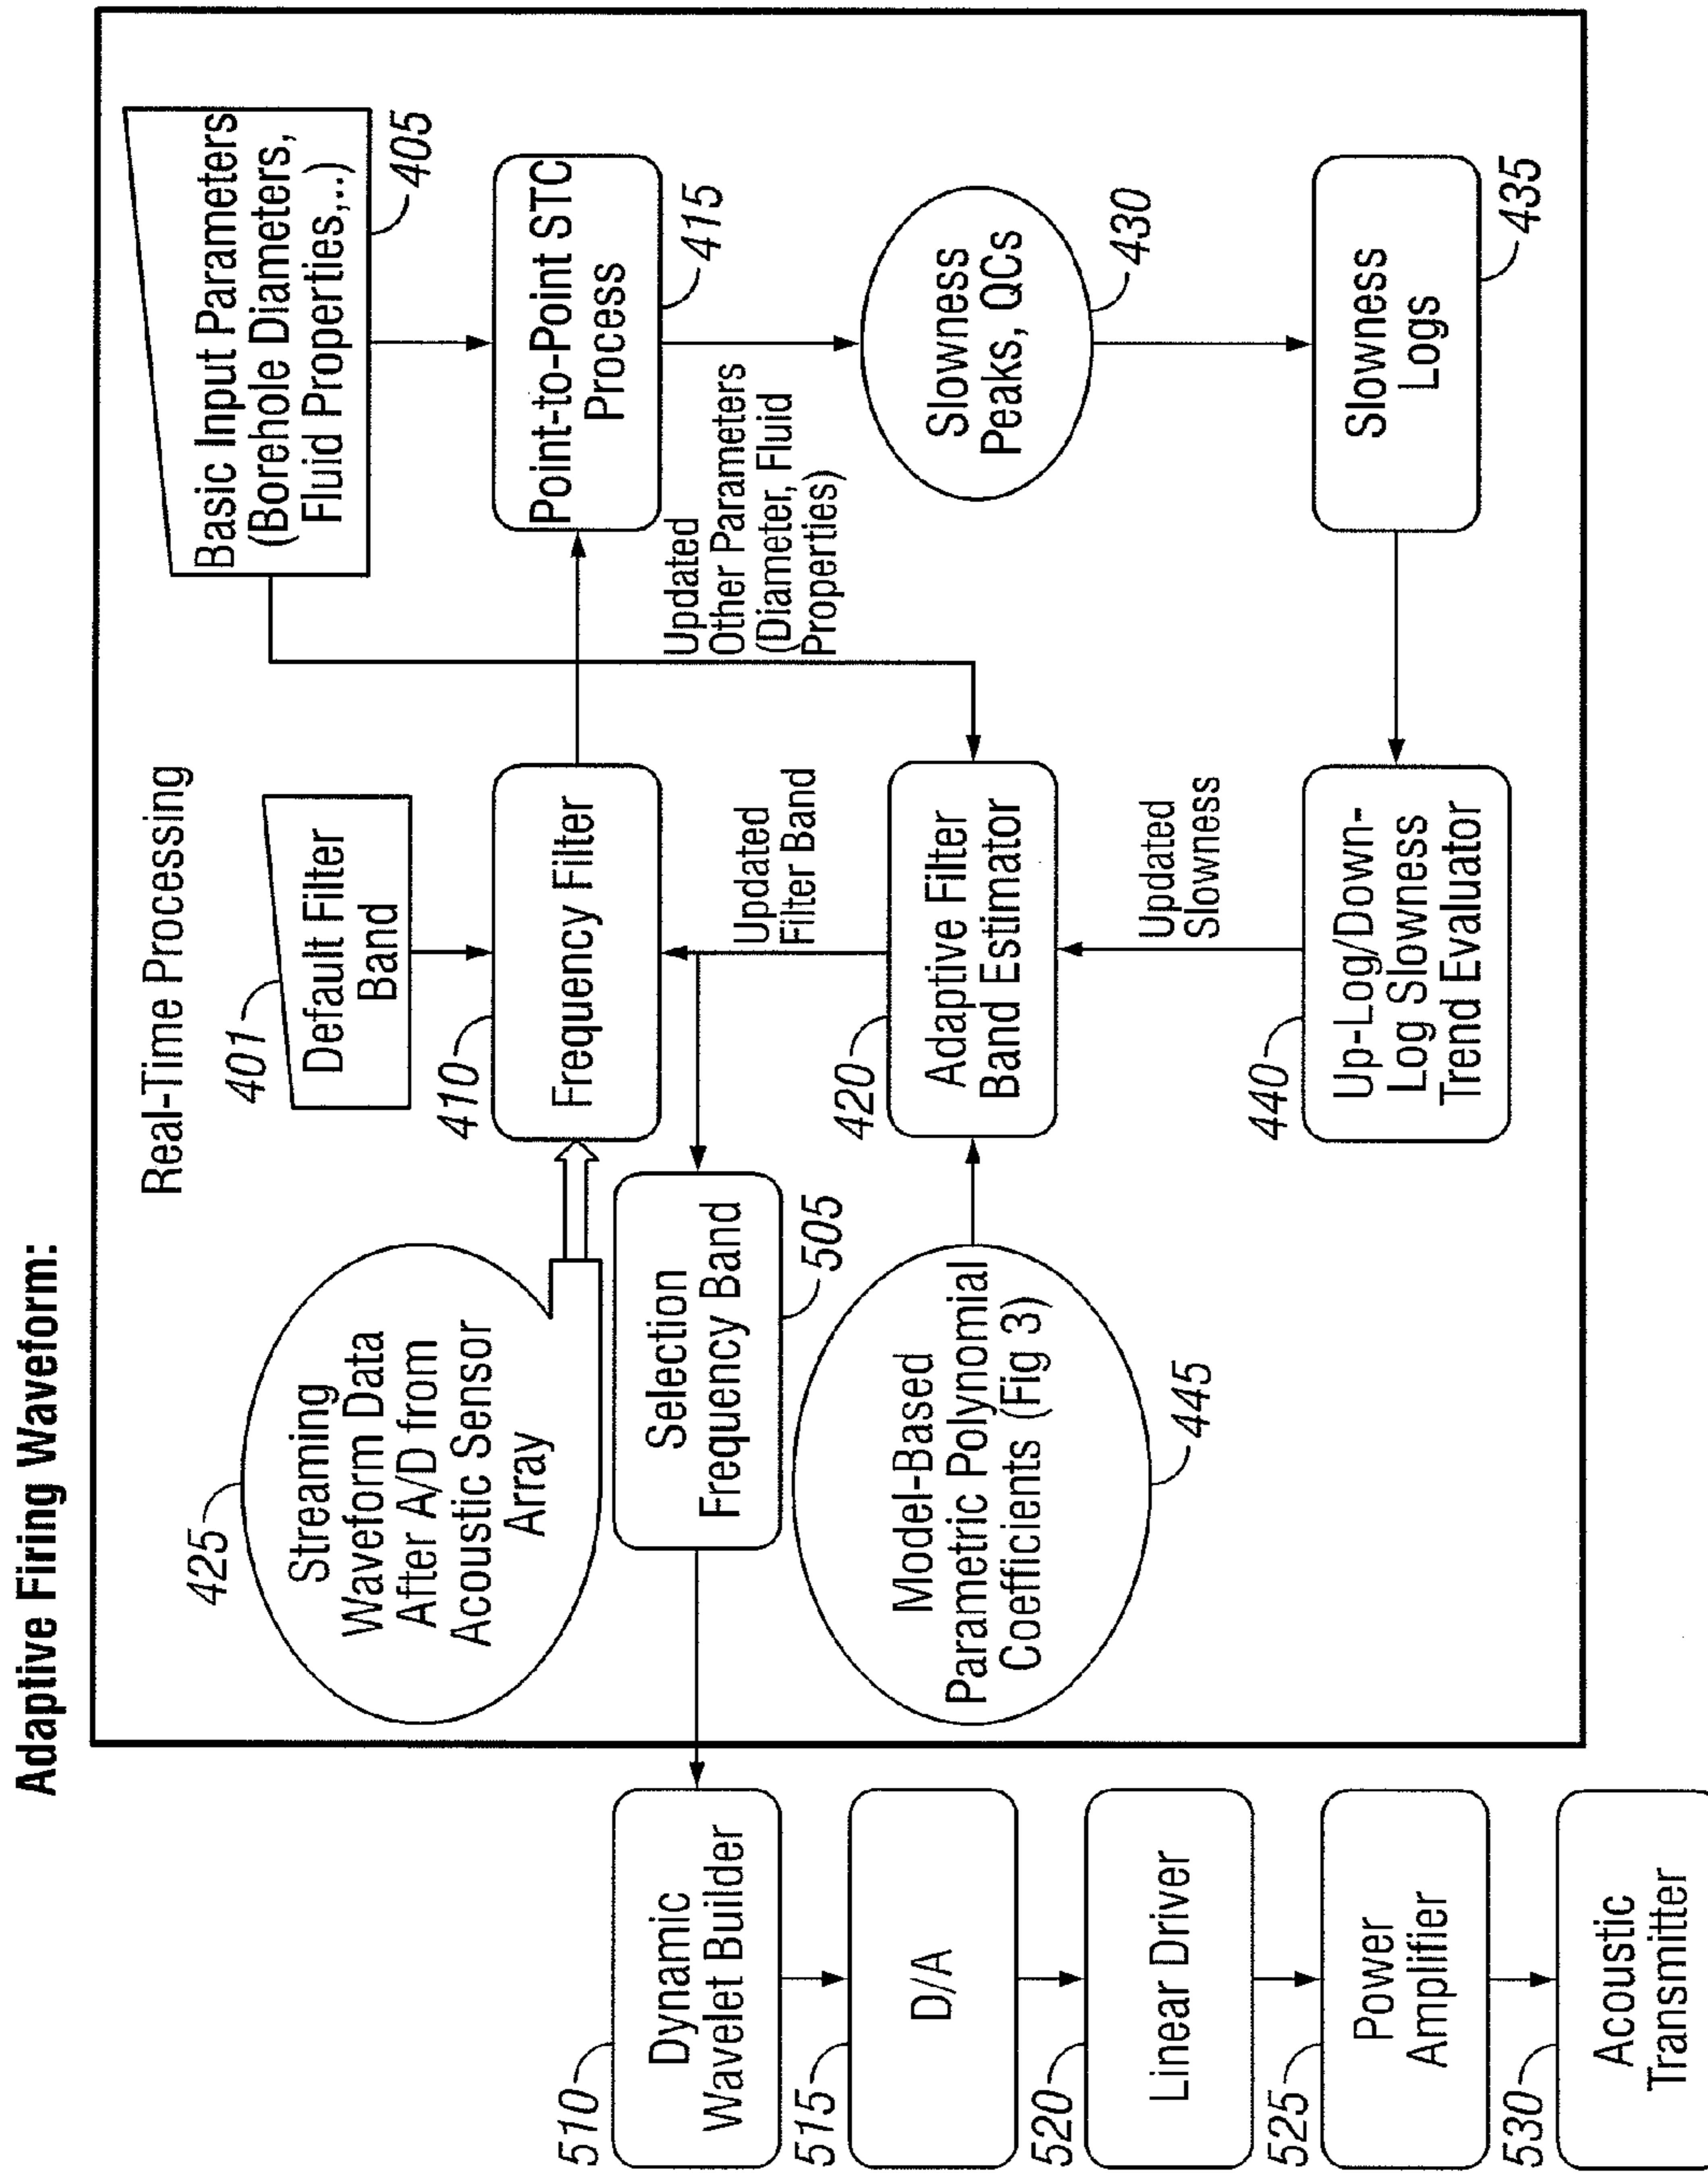 Adaptive Firing Waveform:
Real-Time Processing
425
Streaming
Waveform Data
After A/D from
Acoustic Sensor
Array
401
Default Filter
Band
Basic Input Parameters
(Borehole Diameters,
Fluid Properties,..)
405
410
Frequency Filter
Point-to-Point STC
Process
415
510
Dynamic
Wavelet Builder
Selection
Frequency Band
505
Updated
Filter Band
Updated
Other Parameters
(Diameter, Fluid
Properties)
515
D/A
Model-Based
Parametric Polynomial
Coefficients (Fig 3)
445
420
Adaptive Filter
Band Estimator
Slowness
Peaks, QCs
430
520
Linear Driver
Updated
Slowness
525
Power
Amplifier
440
Up-Log/Down-
Log Slowness
Trend Evaluator
Slowness
Logs
435
530
Acoustic
Transmitter